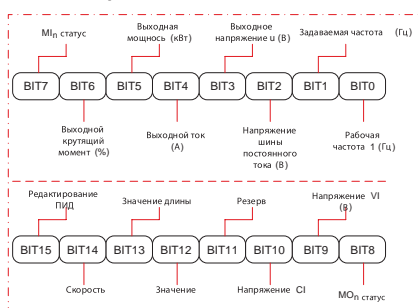 MIn статус
Выходная
мощнось (кВт)
Выходное
напряжение u (В)
Задаваемая частота (Гц)
BIT7 BIT6 BIT5 BIT4 BIT3 BIT2 BIT1 BIT0
Выходной
крутящий
момент (%)
Выходной ток
(А)
Напряжение
шины
постоянного
тока (В)
Рабочая
частота 1 (Гц)
Редактирование
ПИД
Значение длины
Резерв
Напряжение VI
(В)
BIT15 BIT14 BIT13 BIT12 BIT11 BIT10 BIT9 BIT8
Скорость
Значение
Напряжение CI
MOn статус